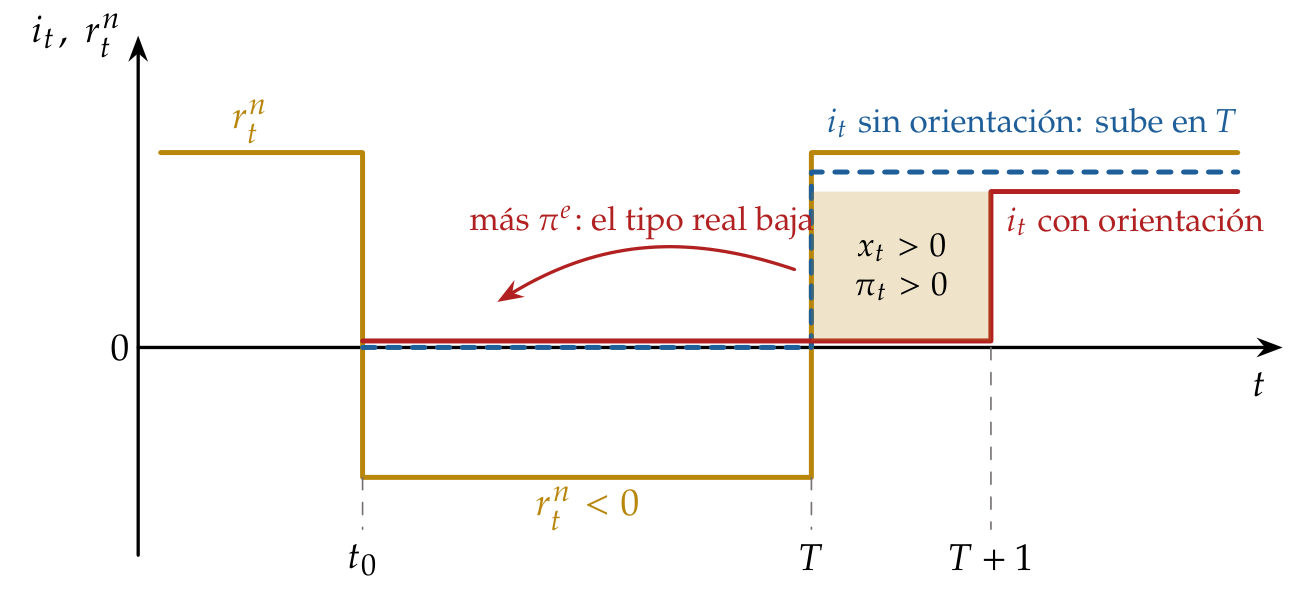 i_t, r_t^n
r_t^n
i_t sin orientación: sube en T
más π^e: el tipo real baja
i_t con orientación
x_t > 0
π_t > 0
0
t
r_t^n < 0
t_0
T
T + 1